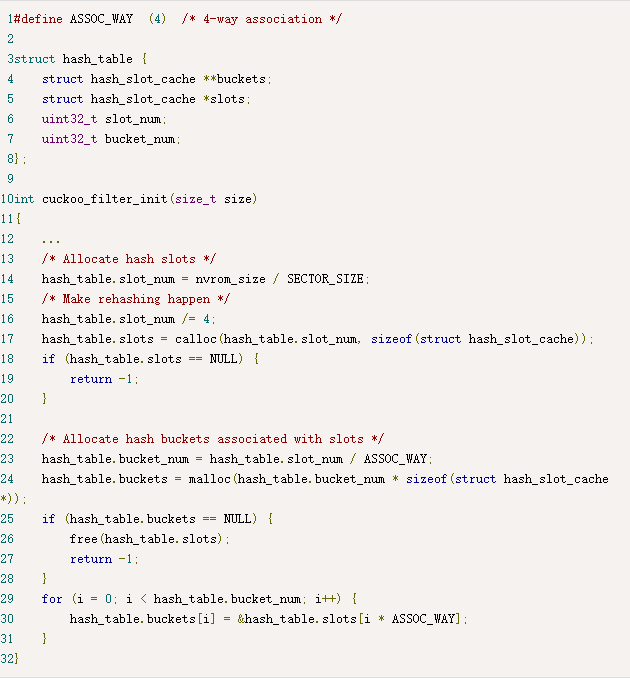 1#define ASSOC_WAY  (4)  /* 4-way association */
2
3struct hash_table {
4    struct hash_slot_cache **buckets;
5    struct hash_slot_cache *slots;
6    uint32_t slot_num;
7    uint32_t bucket_num;
8};
9
10int cuckoo_filter_init(size_t size)
11{
12    ...
13    /* Allocate hash slots */
14    hash_table.slot_num = nvrom_size / SECTOR_SIZE;
15    /* Make rehashing happen */
16    hash_table.slot_num /= 4;
17    hash_table.slots = calloc(hash_table.slot_num, sizeof(struct hash_slot_cache));
18    if (hash_table.slots == NULL) {
19        return -1;
20    }
21
22    /* Allocate hash buckets associated with slots */
23    hash_table.bucket_num = hash_table.slot_num / ASSOC_WAY;
24    hash_table.buckets = malloc(hash_table.bucket_num * sizeof(struct hash_slot_cache
*));
25    if (hash_table.buckets == NULL) {
26        free(hash_table.slots);
27        return -1;
28    }
29    for (i = 0; i < hash_table.bucket_num; i++) {
30        hash_table.buckets[i] = &hash_table.slots[i * ASSOC_WAY];
31    }
32}